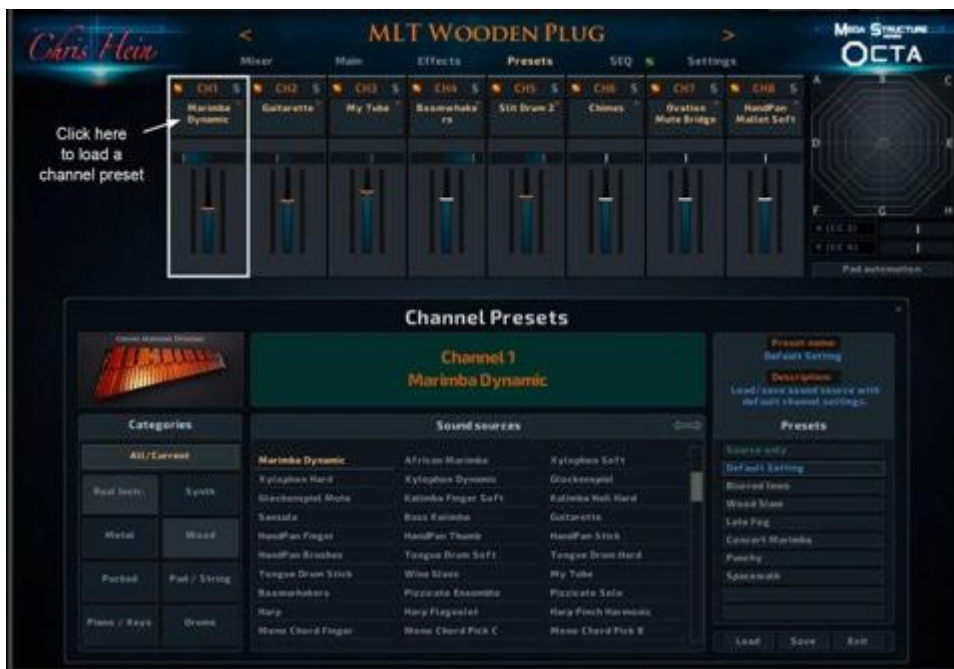 Chris Hein
< MLT WOODEN PLUG >
MEGA STRUCTURE
OCTA
Mixer Main Effects Presets SEQ Settings
CH1 S CH2 S CH3 S CH4 S CH5 S CH6 S CH7 S CH8 S
Marimba Dynamic
Guitarette
My Tube
Boomwhackers
Slit Drum 2
Chimes
Ovation Mute Bridge
HandPan Mallet Soft
A B C
D E
F G H
Click here
to load a
channel preset
Pad automation
Channel Presets
Channel 1
Marimba Dynamic
Preset name:
Default Setting
Description:
Load/save sound source with
default channel settings.
Categories
Sound sources
Presets
All/Current
Real Instr. Synth
Metal Wood
Plucked Pad / String
Piano / Keys Drums
Marimba Dynamic African Marimba Xylophon Soft
Xylophon Hard Xylophon Dynamic Glockenspiel
Glockenspiel Mute Kalimba Finger Soft Kalimba Nail Hard
Sansula Bass Kalimba Guitarette
HandPan Finger HandPan Thumb HandPan Stick
HandPan Brushes Tongue Drum Soft Tongue Drum Hard
Tongue Drum Stick Wine Glass My Tube
Boomwhackers Pizzicato Ensemble Pizzicato Solo
Harp Harp Flageolet Harp Pinch Harmonic
Mono Chord Finger Mono Chord Pick C Mono Chord Pick B
Source only
Default Setting
Blurred lines
Wood Slam
Late Fog
Concert Marimba
Punchy
Spacewalk
Load Save Exit